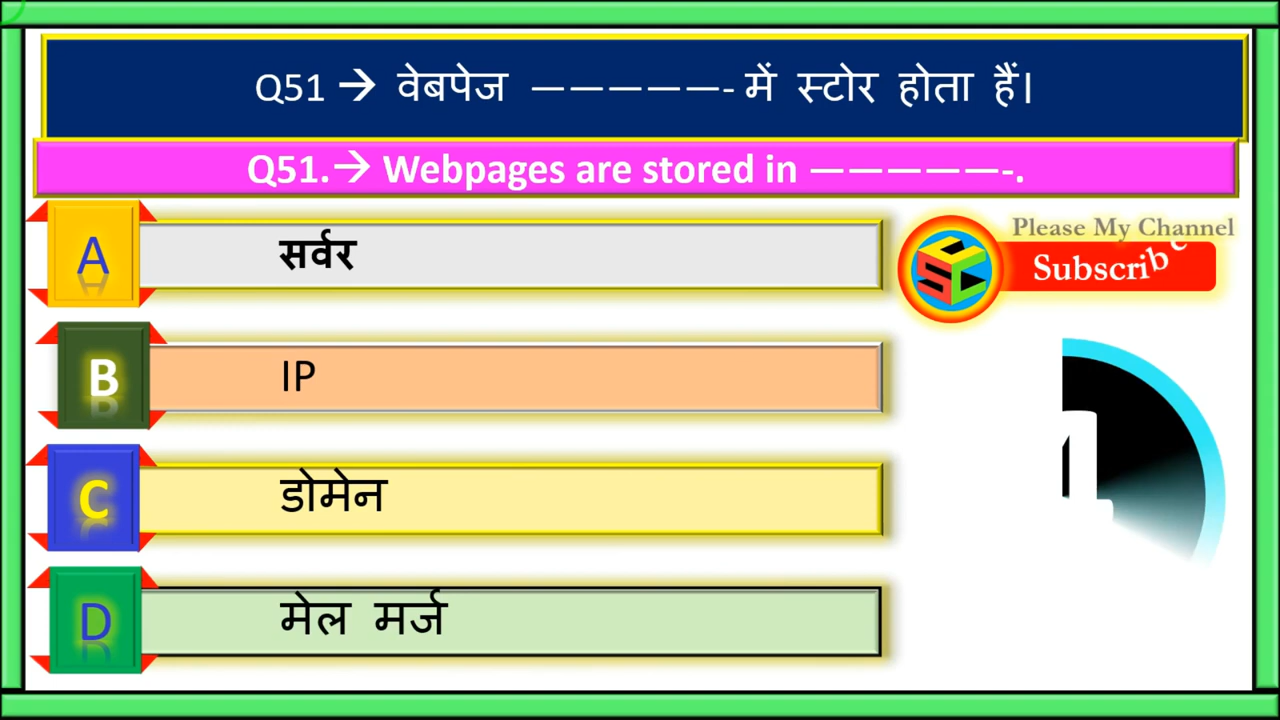 Q51 → वेबपेज —————- में स्टोर होता हैं।
Q51.→ Webpages are stored in —————-.
A सर्वर
Please My Channel
Subscribe
B IP
C डोमेन
D मेल मर्ज